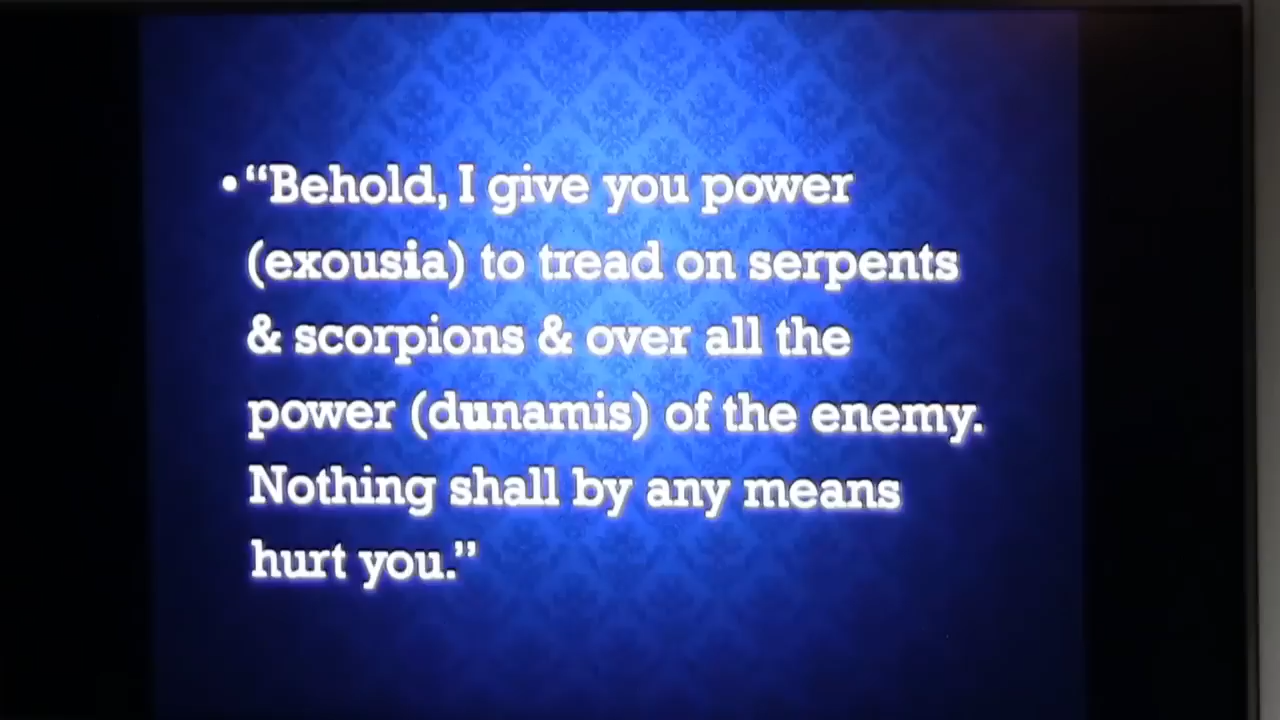 •“Behold, I give you power
(exousia) to tread on serpents
& scorpions & over all the
power (dunamis) of the enemy.
Nothing shall by any means
hurt you.”